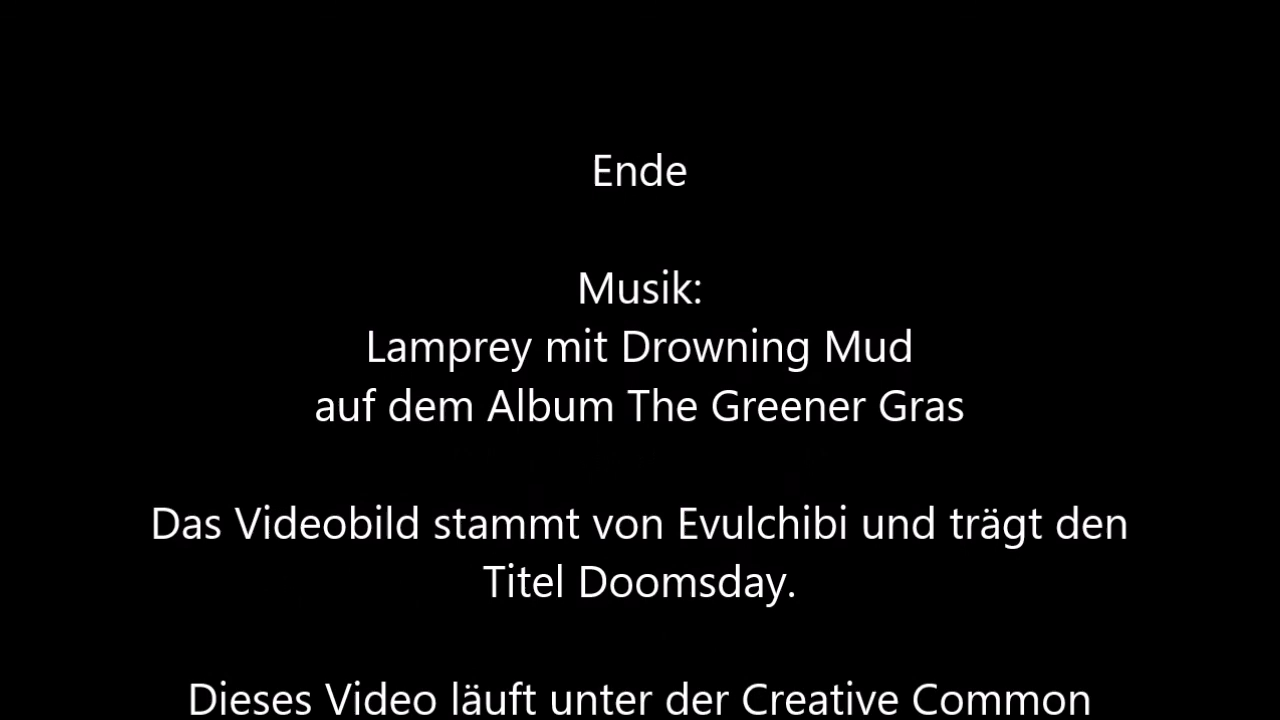 Ende
Musik:
Lamprey mit Drowning Mud
auf dem Album The Greener Gras
Das Videobild stammt von Evulchibi und trägt den
Titel Doomsday.
Dieses Video läuft unter der Creative Common